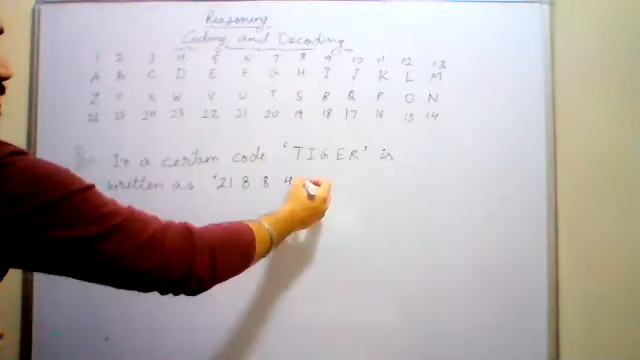 Reasoning
Coding and Decoding
1 2 3 4 5 6 7 8 9 10 11 12 13
A B C D E F G H I J K L M
Z Y X W V U T S R Q P O N
26 25 24 23 22 21 20 19 18 17 16 15 14
In a certain code 'TIGER' is
written as '21 8 8 4